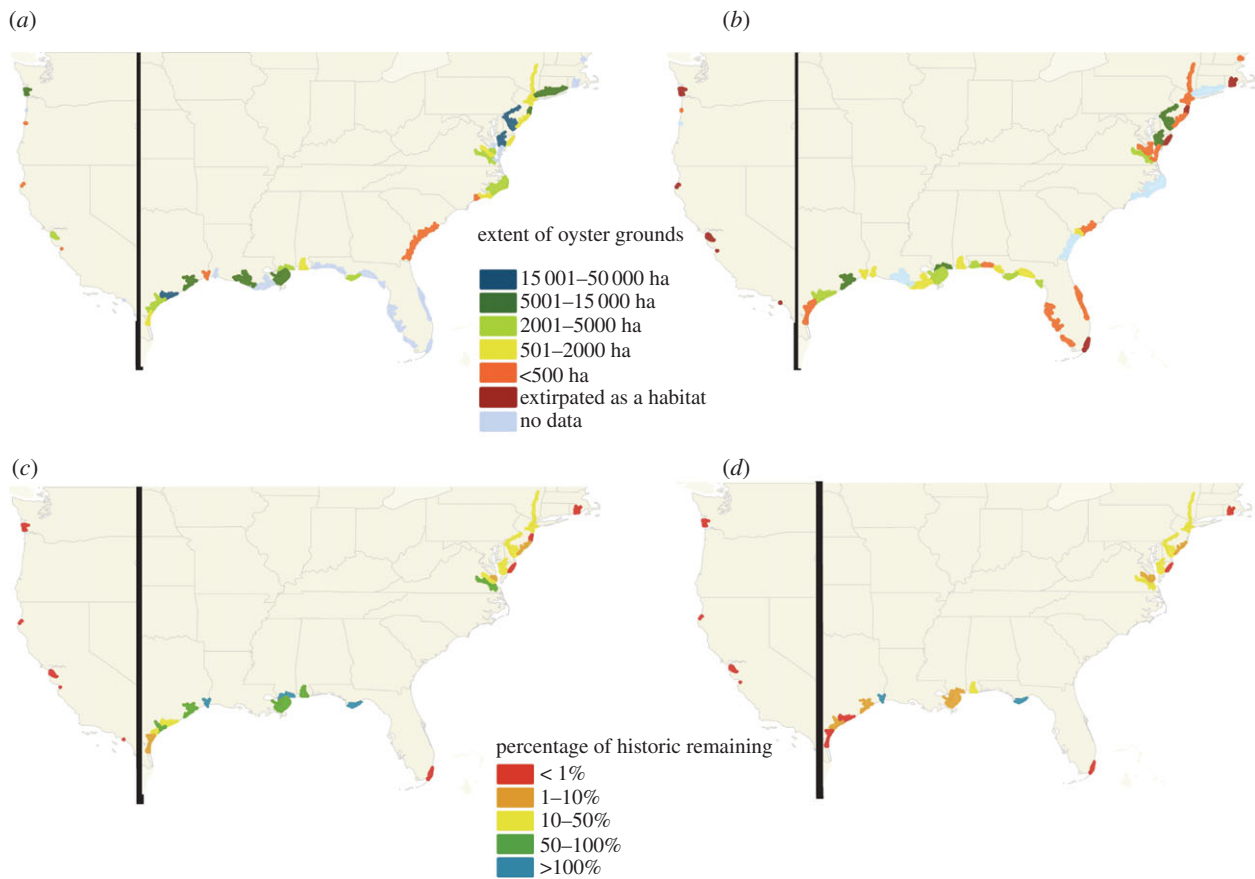 (a)
(b)
extent of oyster grounds
15 001–50 000 ha
5001–15 000 ha
2001–5000 ha
501–2000 ha
<500 ha
extirpated as a habitat
no data
(c)
(d)
percentage of historic remaining
< 1%
1–10%
10–50%
50–100%
>100%